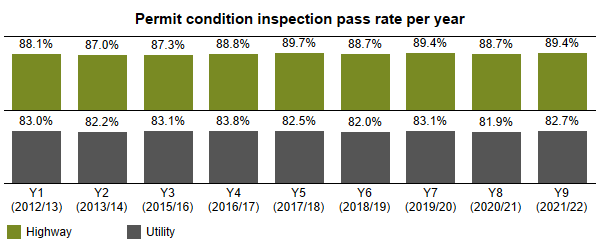 Permit condition inspection pass rate per year
88.1% 87.0% 87.3% 88.8% 89.7% 88.7% 89.4% 88.7% 89.4%
83.0% 82.2% 83.1% 83.8% 82.5% 82.0% 83.1% 81.9% 82.7%
Y1 Y2 Y3 Y4 Y5 Y6 Y7 Y8 Y9
(2012/13) (2013/14) (2015/16) (2016/17) (2017/18) (2018/19) (2019/20) (2020/21) (2021/22)
Highway Utility